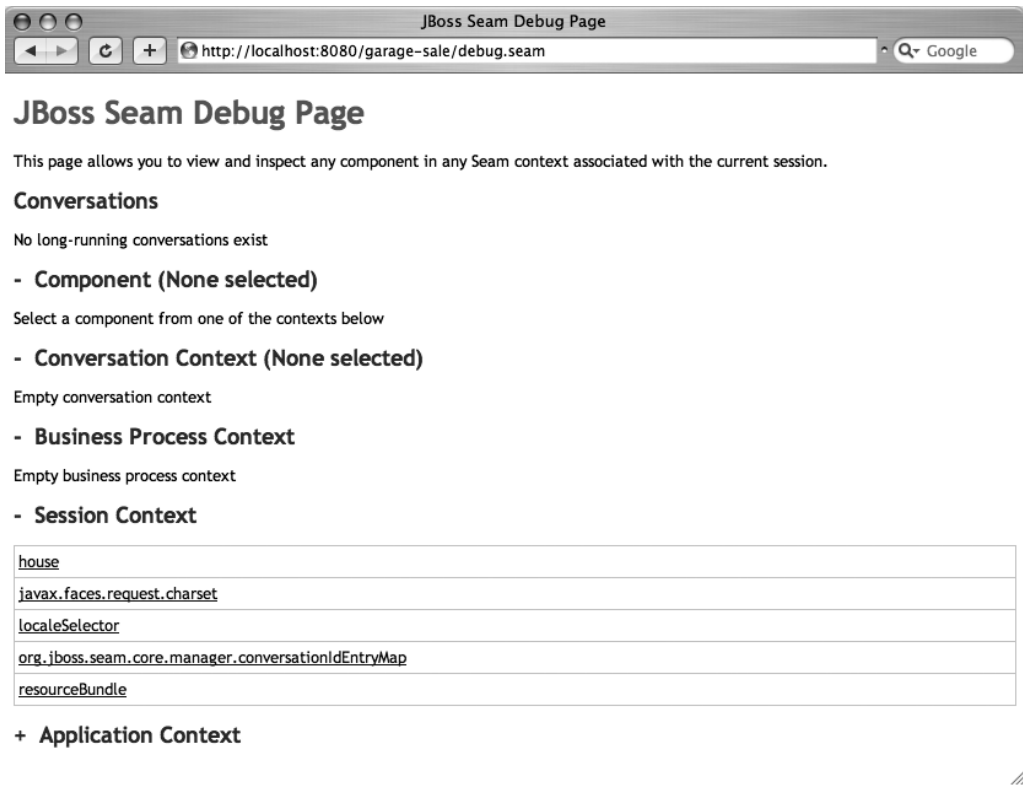 JBoss Seam Debug Page
http://localhost:8080/garage-sale/debug.seam
Google
JBoss Seam Debug Page
This page allows you to view and inspect any component in any Seam context associated with the current session.
Conversations
No long-running conversations exist
- Component (None selected)
Select a component from one of the contexts below
- Conversation Context (None selected)
Empty conversation context
- Business Process Context
Empty business process context
- Session Context
house
javax.faces.request.charset
localeSelector
org.jboss.seam.core.manager.conversationIdEntryMap
resourceBundle
+ Application Context